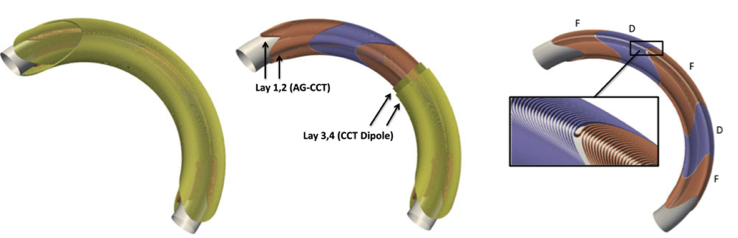 Lay 1,2 (AG-CCT)
Lay 3,4 (CCT Dipole)
F
D
F
D
F